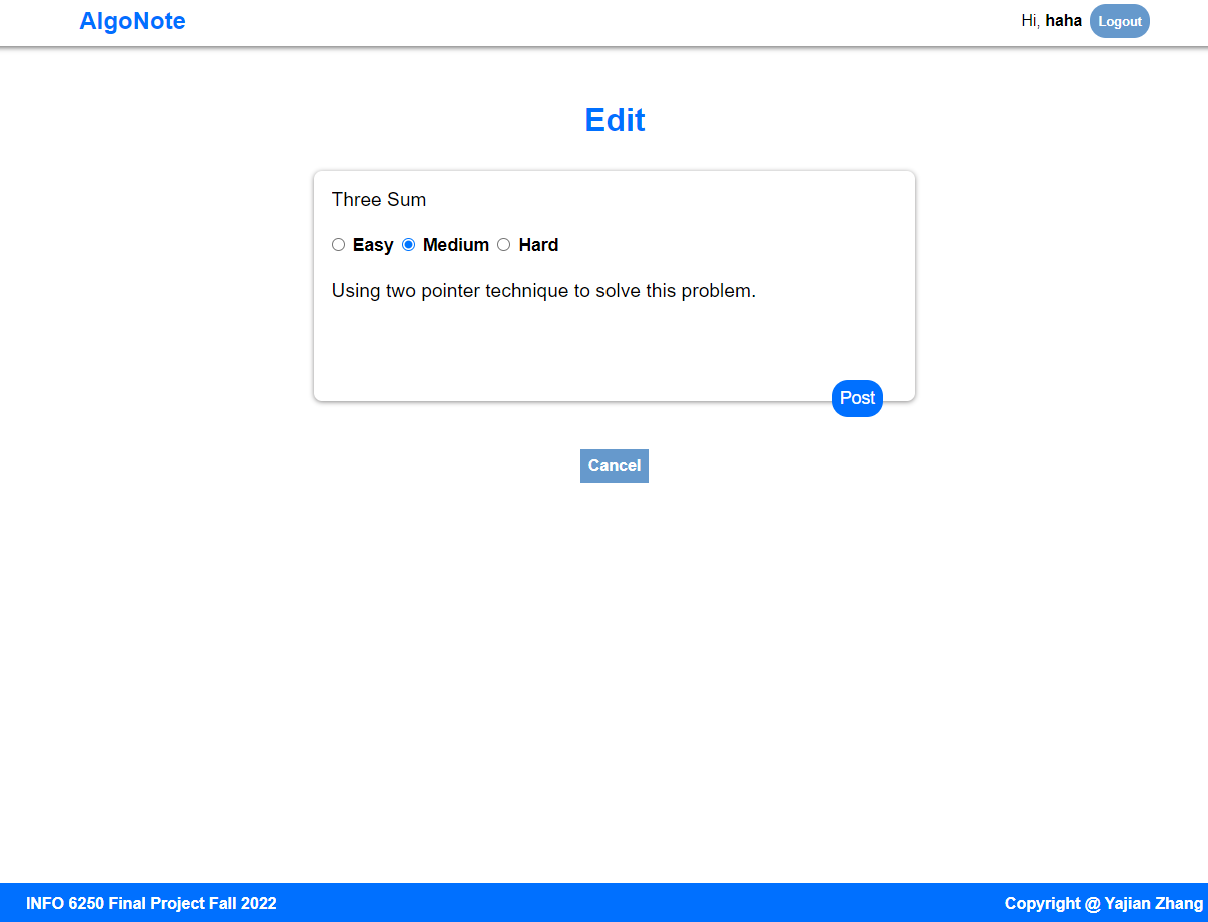 AlgoNote
Hi, haha Logout
Edit
Three Sum
Easy Medium Hard
Using two pointer technique to solve this problem.
Post
Cancel
INFO 6250 Final Project Fall 2022
Copyright @ Yajian Zhang